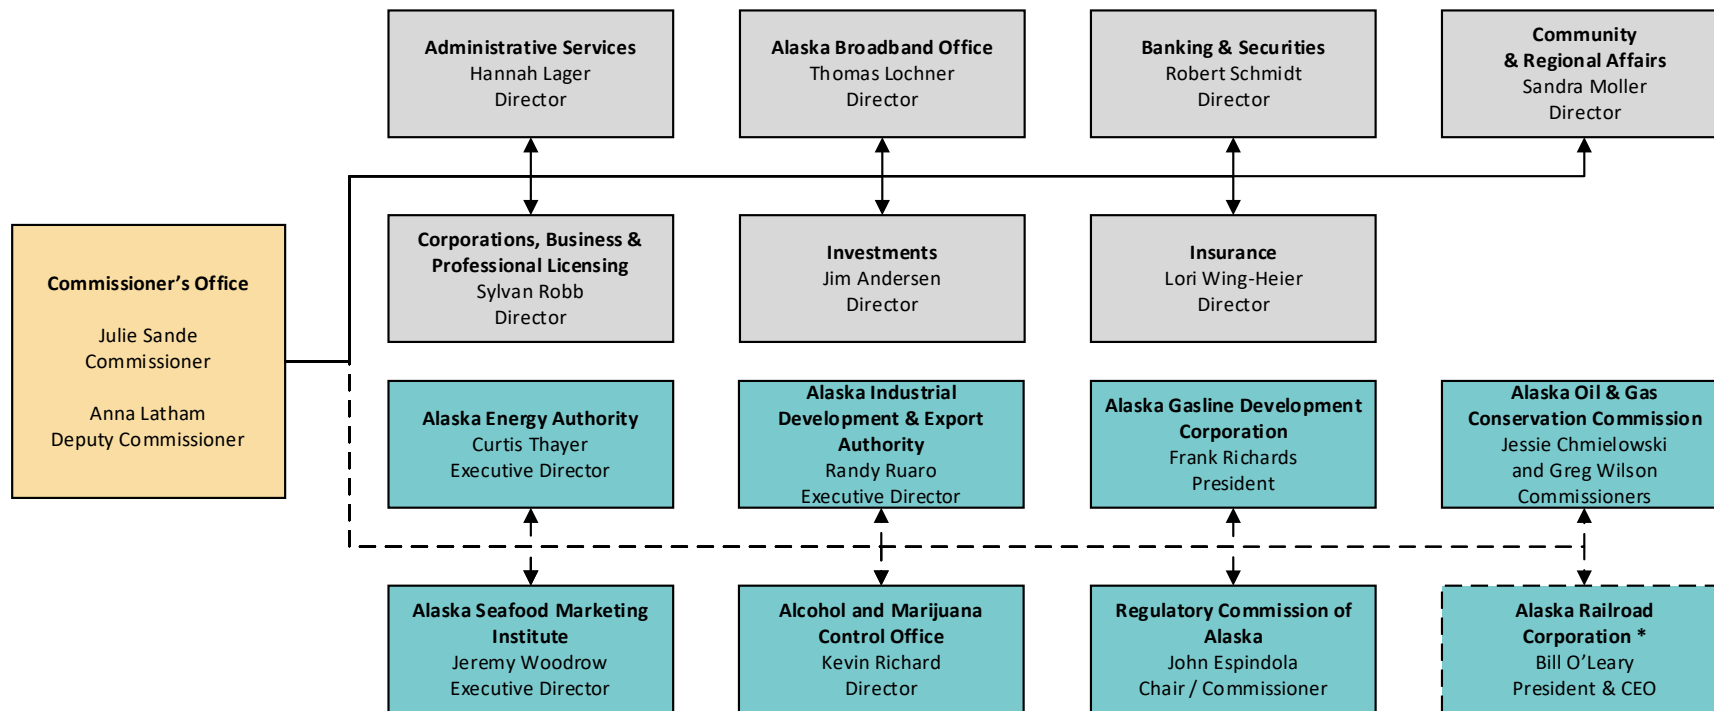 Administrative Services
Hannah Lager
Director
Alaska Broadband Office
Thomas Lochner
Director
Banking & Securities
Robert Schmidt
Director
Community
& Regional Affairs
Sandra Moller
Director
Commissioner’s Office
Julie Sande
Commissioner
Anna Latham
Deputy Commissioner
Corporations, Business &
Professional Licensing
Sylvan Robb
Director
Investments
Jim Andersen
Director
Insurance
Lori Wing-Heier
Director
Alaska Energy Authority
Curtis Thayer
Executive Director
Alaska Industrial
Development & Export
Authority
Randy Ruaro
Executive Director
Alaska Gasline Development
Corporation
Frank Richards
President
Alaska Oil & Gas
Conservation Commission
Jessie Chmielowski
and Greg Wilson
Commissioners
Alaska Seafood Marketing
Institute
Jeremy Woodrow
Executive Director
Alcohol and Marijuana
Control Office
Kevin Richard
Director
Regulatory Commission of
Alaska
John Espindola
Chair / Commissioner
Alaska Railroad
Corporation *
Bill O’Leary
President & CEO